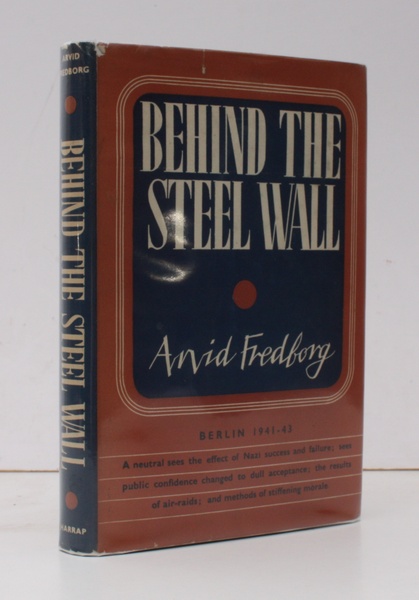 ARVID
FREDBORG
BEHIND THE STEEL WALL
HARRAP
BEHIND THE
STEEL WALL
Arvid Fredborg
BERLIN 1941-43
A neutral sees the effect of Nazi success and failure; sees
public confidence changed to dull acceptance; the results
of air-raids; and methods of stiffening morale.